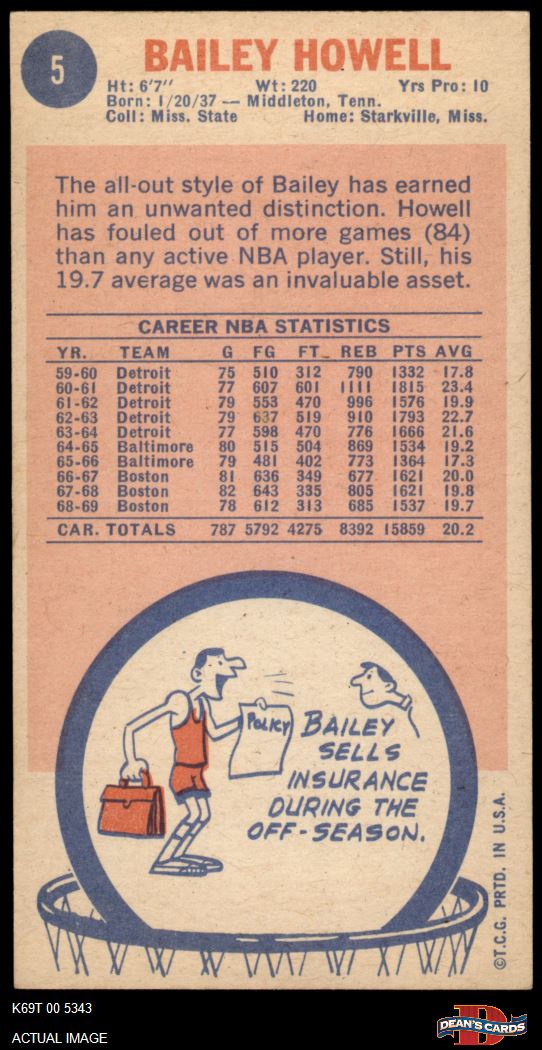 5
BAILEY HOWELL
Ht: 6'7" Wt: 220 Yrs Pro: 10
Born: 1/20/37 — Middleton, Tenn.
Coll: Miss. State Home: Starkville, Miss.
The all-out style of Bailey has earned
him an unwanted distinction. Howell
has fouled out of more games (84)
than any active NBA player. Still, his
19.7 average was an invaluable asset.
CAREER NBA STATISTICS
YR. TEAM G FG FT REB PTS AVG
59-60 Detroit 75 510 312 790 1332 17.8
60-61 Detroit 77 607 601 1111 1815 23.4
61-62 Detroit 79 553 470 996 1576 19.9
62-63 Detroit 79 637 519 910 1793 22.7
63-64 Detroit 77 598 470 776 1666 21.6
64-65 Baltimore 80 515 504 869 1534 19.2
65-66 Baltimore 79 481 402 773 1364 17.3
66-67 Boston 81 636 349 677 1621 20.0
67-68 Boston 82 643 335 805 1621 19.8
68-69 Boston 78 612 313 685 1537 19.7
CAR. TOTALS 787 5792 4275 8392 15859 20.2
POLICY
BAILEY
SELLS
INSURANCE
DURING THE
OFF-SEASON.
©T.C.G. PRTD. IN U.S.A.
K69T 00 5343
ACTUAL IMAGE
D
DEAN'S CARDS